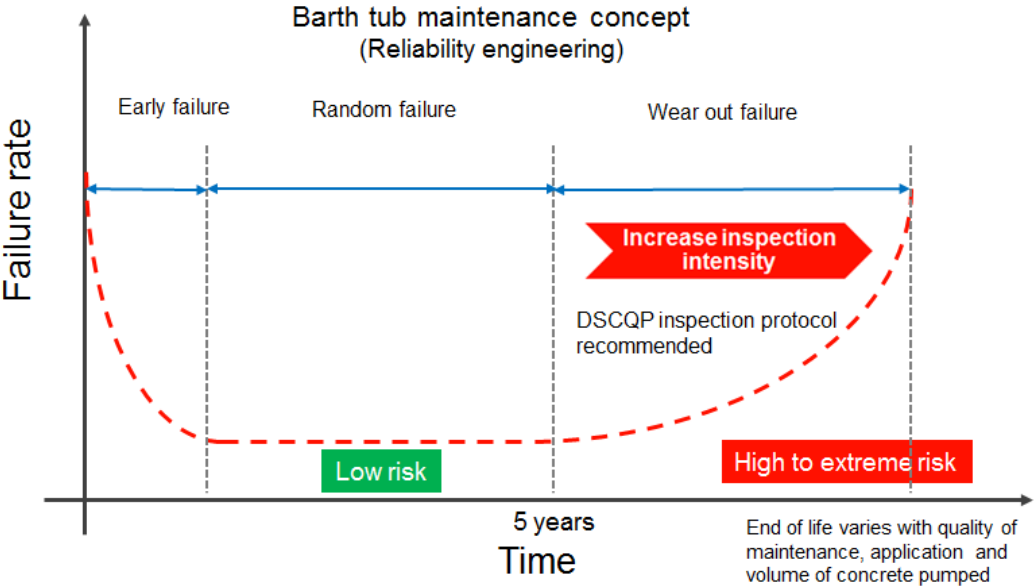 Barth tub maintenance concept
(Reliability engineering)
Early failure
Random failure
Wear out failure
Failure rate
Increase inspection
intensity
DSCQP inspection protocol
recommended
Low risk
High to extreme risk
5 years
Time
End of life varies with quality of
maintenance, application and
volume of concrete pumped